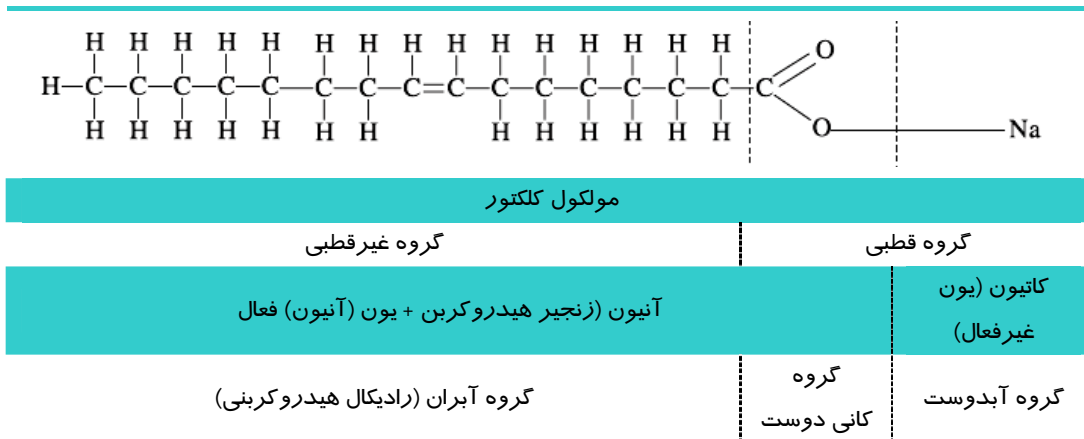 H H H H H H H H H H H H H H H O
H—C—C—C—C—C—C—C—C=C—C—C—C—C—C—C—C
H H H H H H H H H H H H H O—Na
مولکول کلکتور
گروه قطبی
گروه غیرقطبی
کاتیون (یون
غیرفعال)
آنیون (زنجیر هیدروکربن + یون (آنیون) فعال
گروه آبدوست
گروه
کانی دوست
گروه آبران (رادیکال هیدروکربنی)